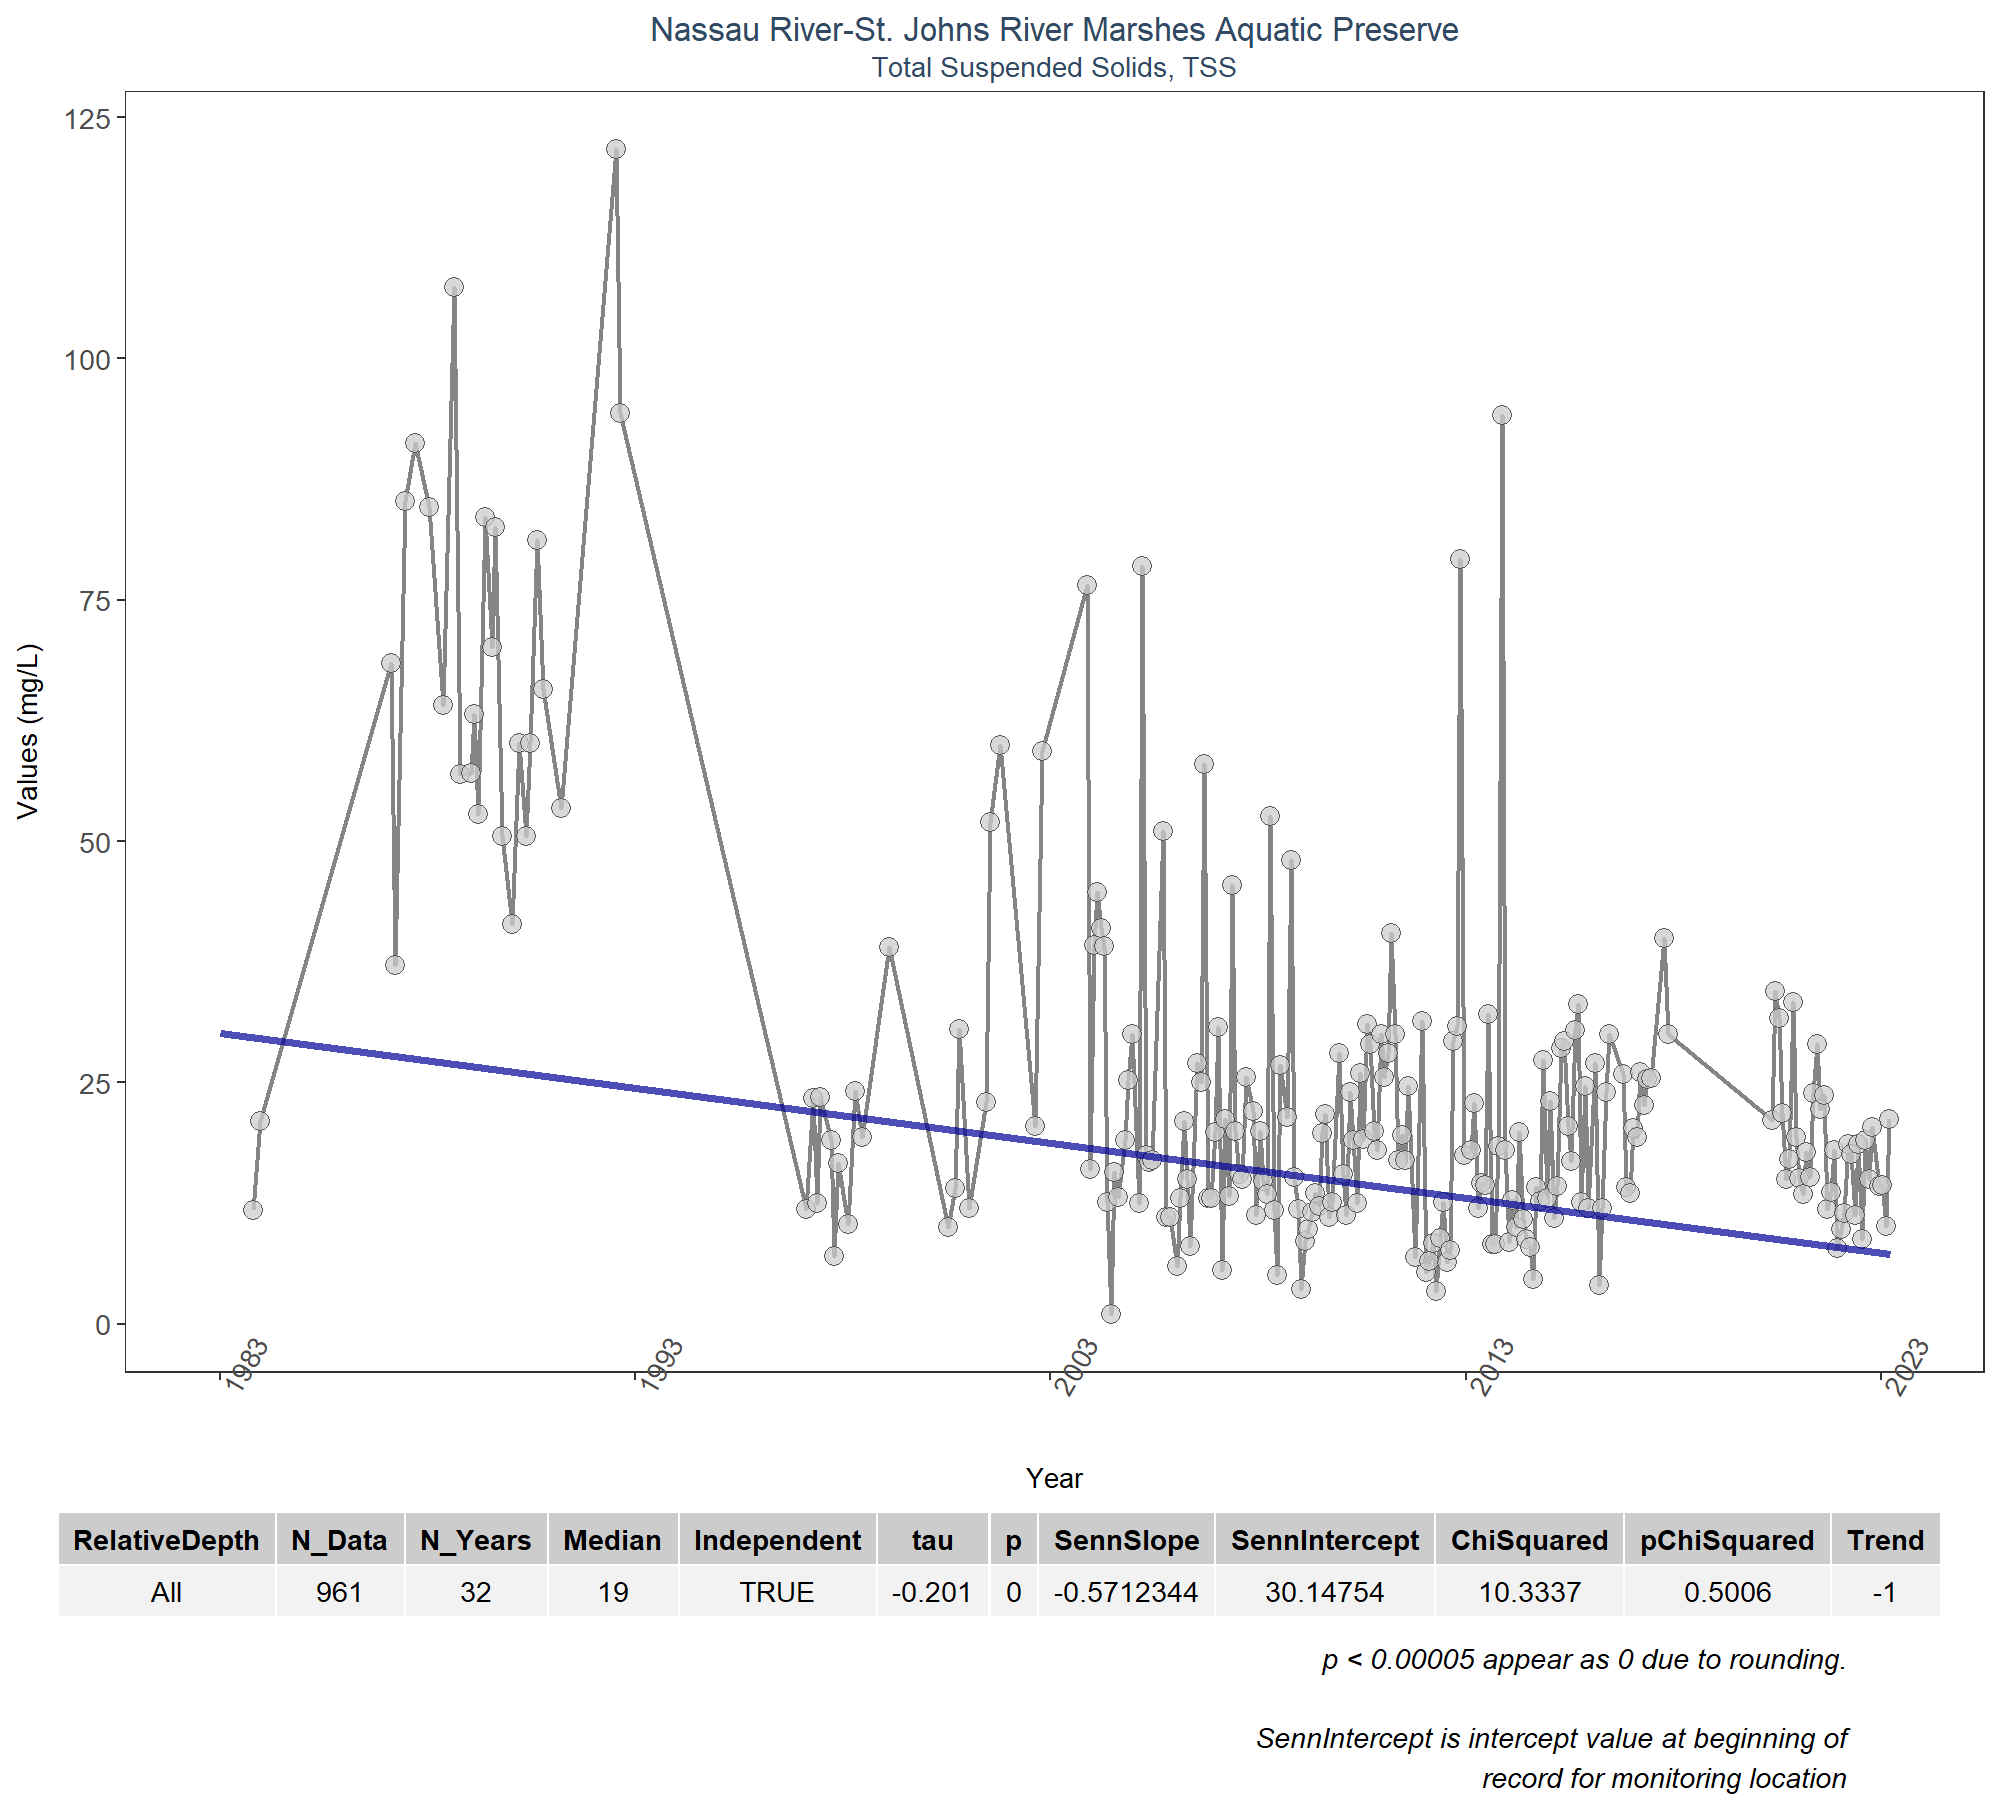 Nassau River-St. Johns River Marshes Aquatic Preserve
Total Suspended Solids, TSS
125
100
75
50
25
0
Values (mg/L)
1983
1993
2003
2013
2023
Year
RelativeDepth N_Data N_Years Median Independent tau p SennSlope SennIntercept ChiSquared pChiSquared Trend
All 961 32 19 TRUE -0.201 0 -0.5712344 30.14754 10.3337 0.5006 -1
p < 0.00005 appear as 0 due to rounding.
SennIntercept is intercept value at beginning of
record for monitoring location